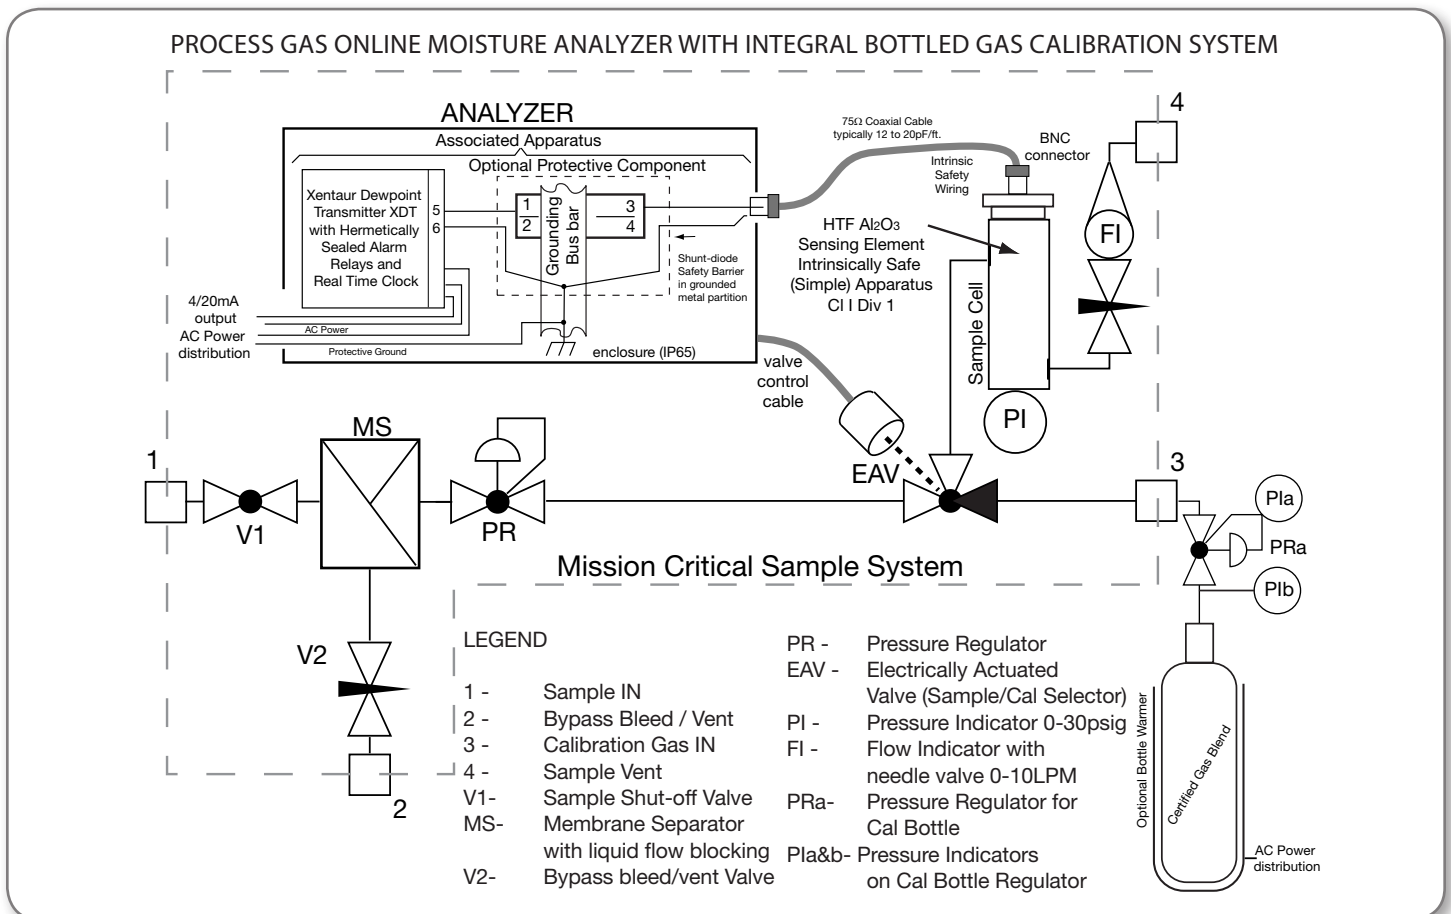 PROCESS GAS ONLINE MOISTURE ANALYZER WITH INTEGRAL BOTTLED GAS CALIBRATION SYSTEM
ANALYZER
Associated Apparatus
Optional Protective Component
Xentaur Dewpoint
Transmitter XDT
with Hermetically
Sealed Alarm
Relays and
Real Time Clock
5
6
1
2
Grounding
Bus bar
3
4
Shunt-diode
Safety Barrier
in grounded
metal partition
4/20mA
output
AC Power
distribution
AC Power
Protective Ground
enclosure (IP65)
75Ω Coaxial Cable
typically 12 to 20pF/ft.
BNC
connector
Intrinsic
Safety
Wiring
HTF Al2O3
Sensing Element
Intrinsically Safe
(Simple) Apparatus
Cl I Div 1
Sample Cell
PI
FI
4
valve
control
cable
EAV
MS
1
V1
PR
3
PIa
PRa
PIb
Mission Critical Sample System
V2
2
LEGEND
1 - Sample IN
2 - Bypass Bleed / Vent
3 - Calibration Gas IN
4 - Sample Vent
V1- Sample Shut-off Valve
MS- Membrane Separator
with liquid flow blocking
V2- Bypass bleed/vent Valve
PR - Pressure Regulator
EAV - Electrically Actuated
Valve (Sample/Cal Selector)
PI - Pressure Indicator 0-30psig
FI - Flow Indicator with
needle valve 0-10LPM
PRa- Pressure Regulator for
Cal Bottle
PIa&b- Pressure Indicators
on Cal Bottle Regulator
Optional Bottle Warmer
Certified Gas Blend
AC Power
distribution